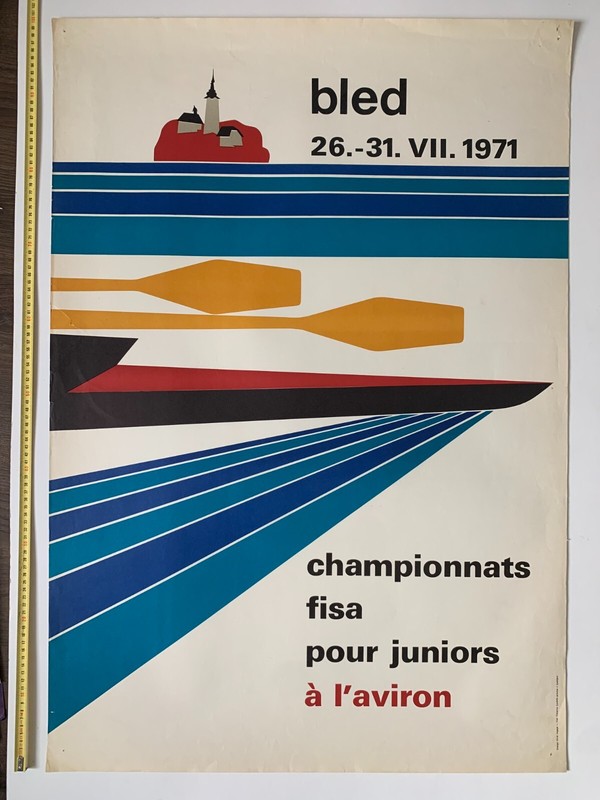 bled
26.-31. VII. 1971
championnats
fisa
pour juniors
à l'aviron